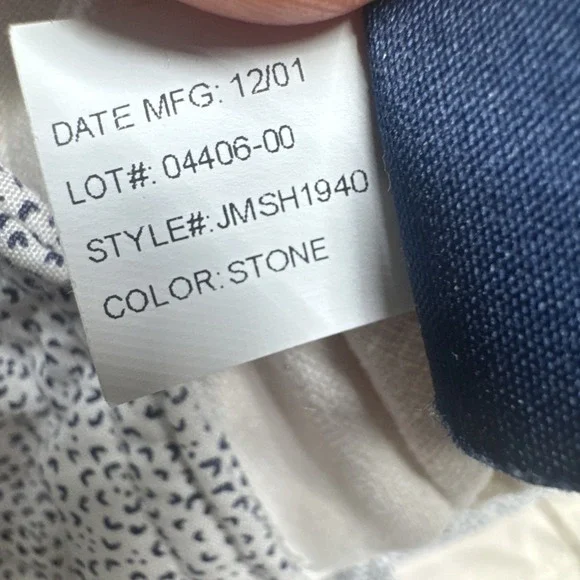 DATE MFG: 12/01
LOT#: 04406-00
STYLE#:JMSH1940
COLOR: STONE